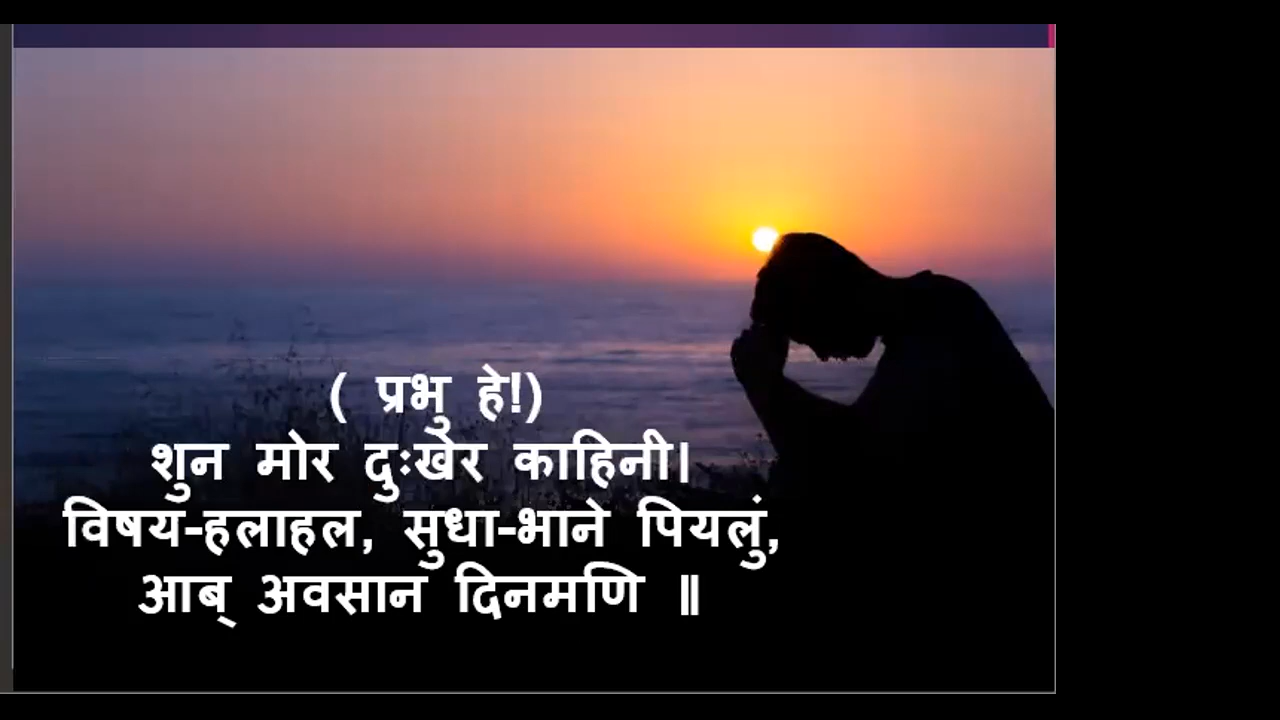 ( प्रभु हे!)
शुन मोर दुःखेर काहिनी।
विषय-हलाहल, सुधा-भाने पियलुं,
आब् अवसान दिनमणि ॥